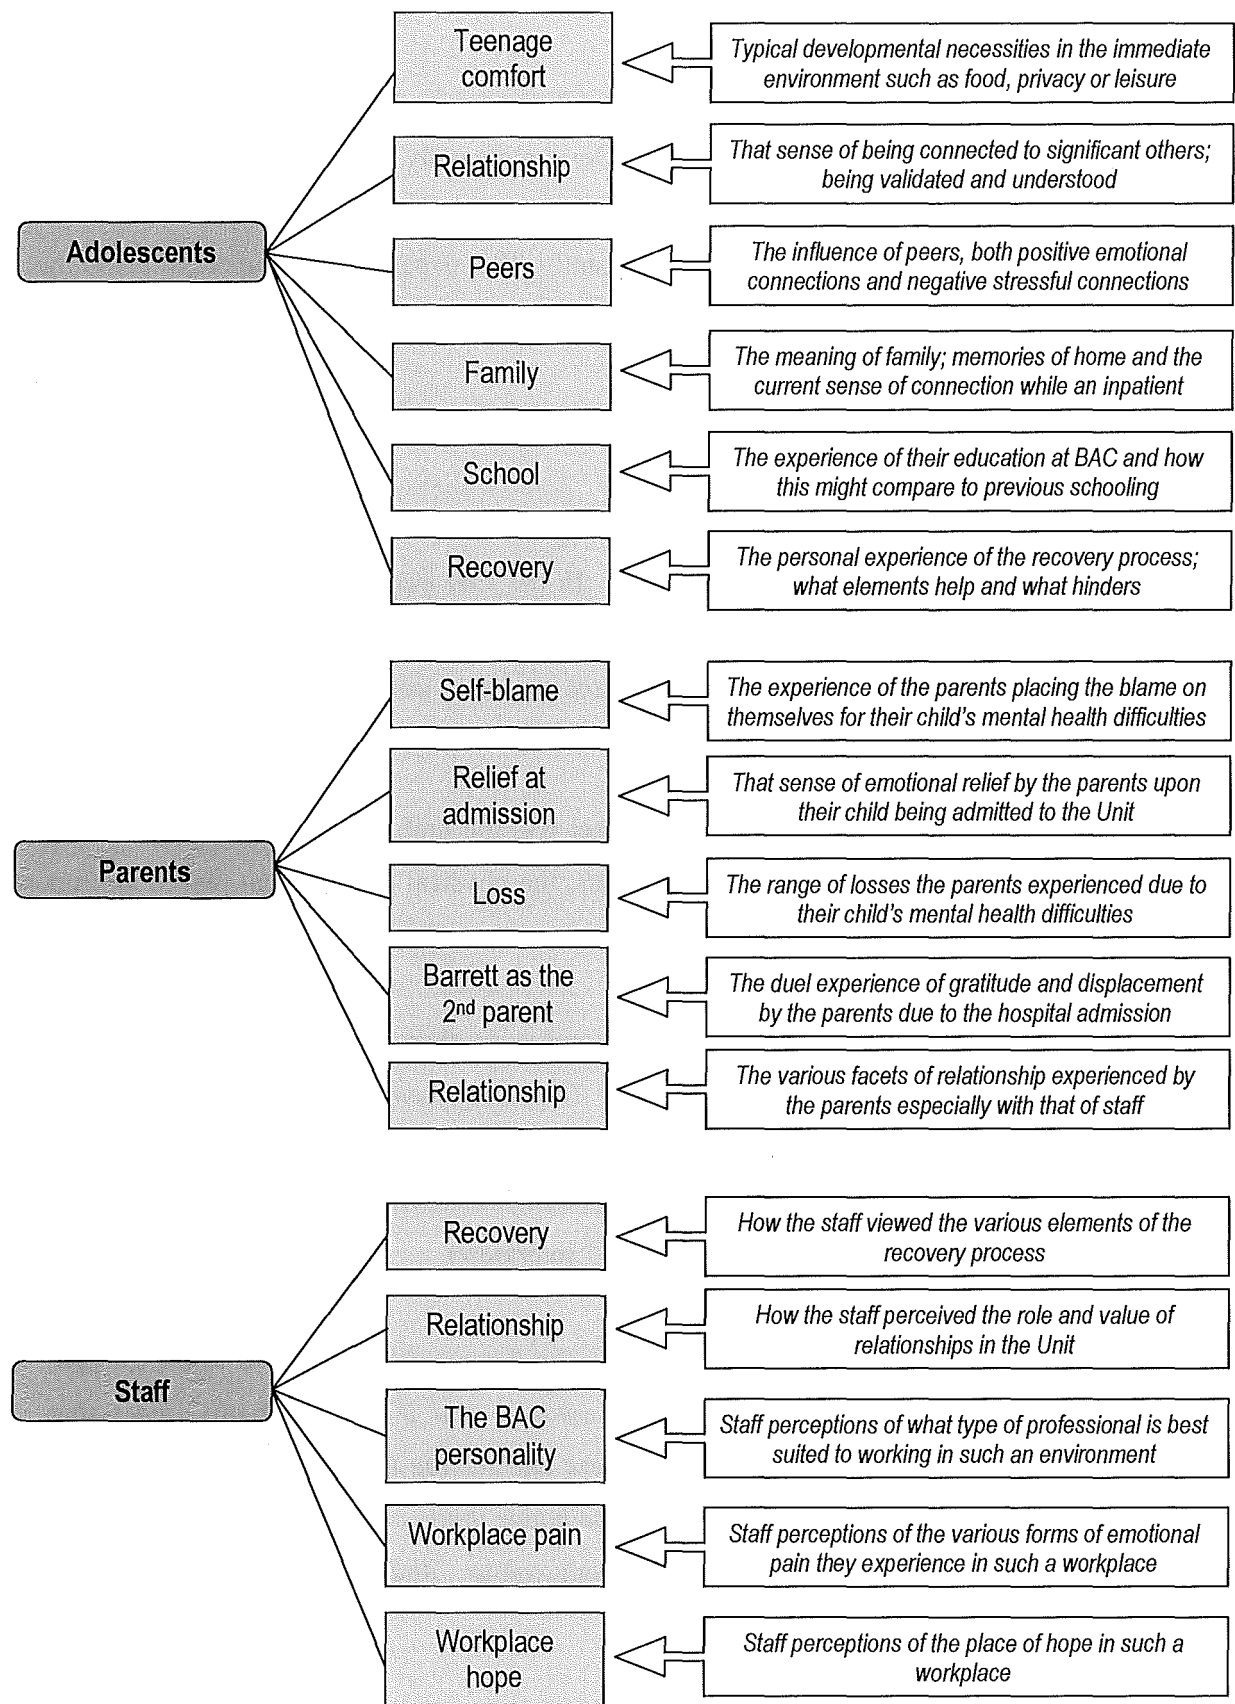 Teenage
comfort
Typical developmental necessities in the immediate
environment such as food, privacy or leisure
Relationship
That sense of being connected to significant others;
being validated and understood
Adolescents
Peers
The influence of peers, both positive emotional
connections and negative stressful connections
Family
The meaning of family; memories of home and the
current sense of connection while an inpatient
School
The experience of their education at BAC and how
this might compare to previous schooling
Recovery
The personal experience of the recovery process;
what elements help and what hinders
Self-blame
The experience of the parents placing the blame on
themselves for their child's mental health difficulties
Relief at
admission
That sense of emotional relief by the parents upon
their child being admitted to the Unit
Parents
Loss
The range of losses the parents experienced due to
their child's mental health difficulties
Barrett as the
2nd parent
The duel experience of gratitude and displacement
by the parents due to the hospital admission
Relationship
The various facets of relationship experienced by
the parents especially with that of staff
Recovery
How the staff viewed the various elements of the
recovery process
Relationship
How the staff perceived the role and value of
relationships in the Unit
Staff
The BAC
personality
Staff perceptions of what type of professional is best
suited to working in such an environment
Workplace pain
Staff perceptions of the various forms of emotional
pain they experience in such a workplace
Workplace
hope
Staff perceptions of the place of hope in such a
workplace